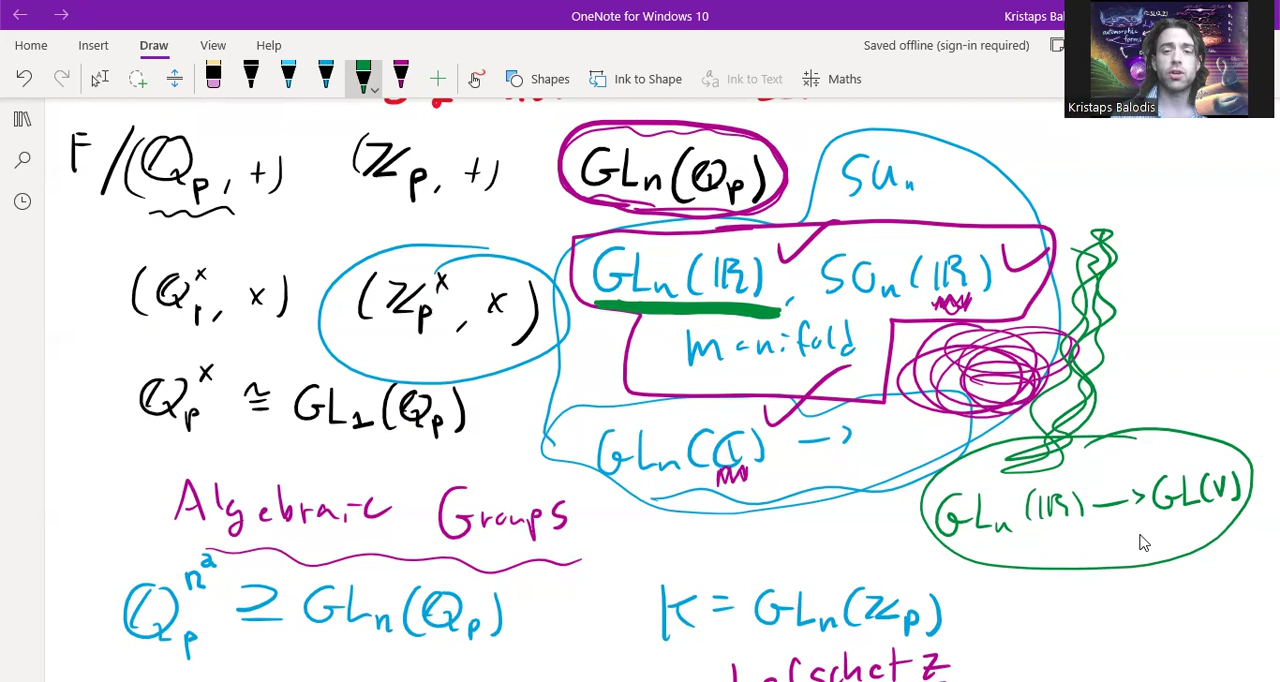 OneNote for Windows 10
Kristaps Bal
Home Insert Draw View Help
Saved offline (sign-in required)
Shapes Ink to Shape Ink to Text Maths
Kristaps Balodis
F/(ℚp, +) (ℤp, +) GLn(ℚp) SUn
(ℚp^×, ×) (ℤp^×, ×) GLn(ℝ), SOn(ℝ)
manifold
ℚp^× ≅ GL1(ℚp) GLn(ℂ) →
Algebraic Groups
GLn(ℝ) → GL(V)
ℚp^n² ⊇ GLn(ℚp) K = GLn(ℤp)
Lefschetz